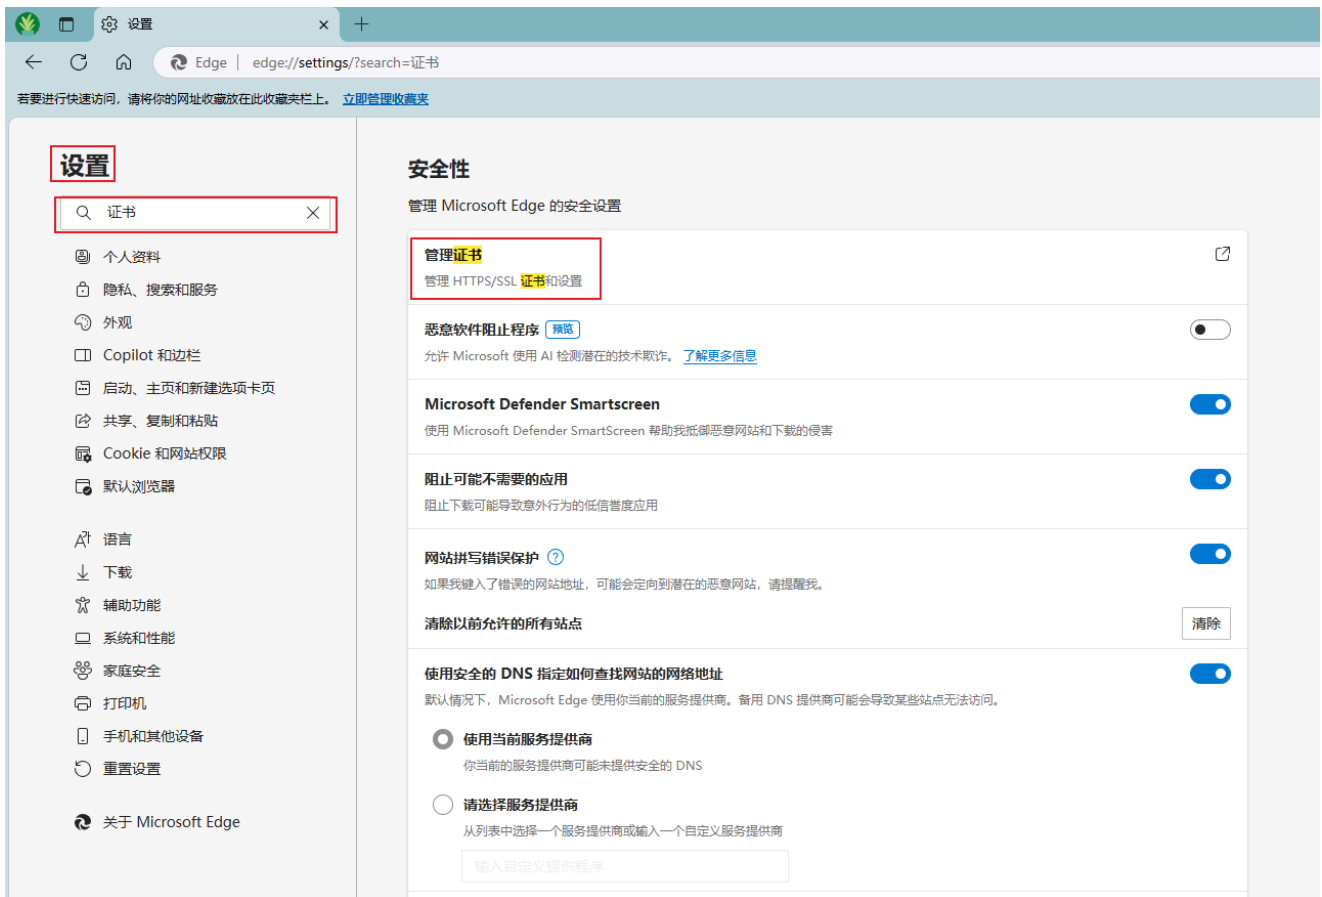 设置
Edge
edge://settings/?search=证书
若要进行快速访问，请将你的网址收藏放在此收藏夹栏上。 立即管理收藏夹
设置
证书
个人资料
隐私、搜索和服务
外观
Copilot 和边栏
启动、主页和新建选项卡页
共享、复制和粘贴
Cookie 和网站权限
默认浏览器
语言
下载
辅助功能
系统和性能
家庭安全
打印机
手机和其他设备
重置设置
关于 Microsoft Edge
安全性
管理 Microsoft Edge 的安全设置
管理证书
管理 HTTPS/SSL 证书和设置
恶意软件阻止程序 预览
允许 Microsoft 使用 AI 检测潜在的技术欺诈。 了解更多信息
Microsoft Defender Smartscreen
使用 Microsoft Defender SmartScreen 帮助我抵御恶意网站和下载的侵害
阻止可能不需要的应用
阻止下载可能导致意外行为的低信誉度应用
网站拼写错误保护
如果我键入了错误的网站地址，可能会定向到潜在的恶意网站，请提醒我。
清除以前允许的所有站点
清除
使用安全的 DNS 指定如何查找网站的网络地址
默认情况下，Microsoft Edge 使用你当前的服务提供商。备用 DNS 提供商可能会导致某些站点无法访问。
使用当前服务提供商
你当前的服务提供商可能未提供安全的 DNS
请选择服务提供商
从列表中选择一个服务提供商或输入一个自定义服务提供商
输入自定义提供程序